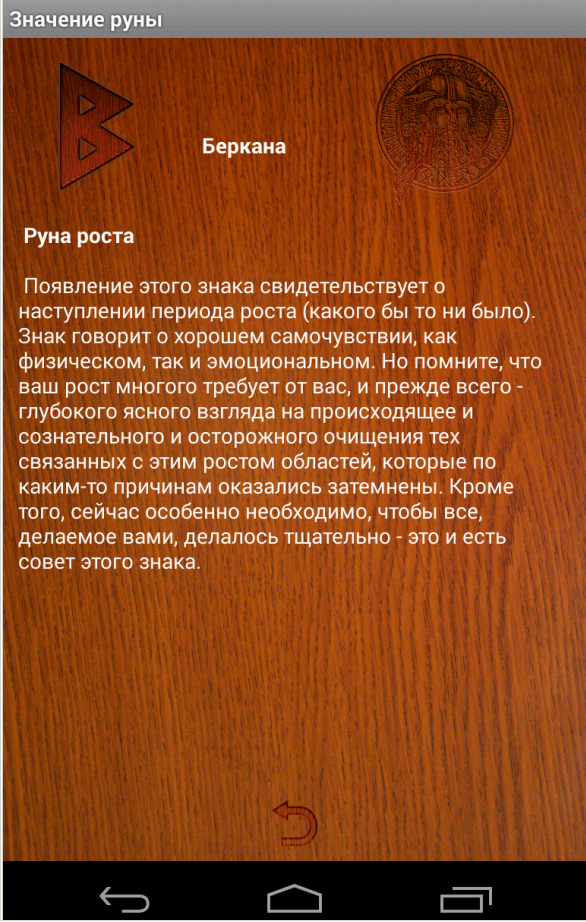 Значение руны
Беркана
Руна роста
Появление этого знака свидетельствует о
наступлении периода роста (какого бы то ни было).
Знак говорит о хорошем самочувствии, как
физическом, так и эмоциональном. Но помните, что
ваш рост многого требует от вас, и прежде всего -
глубокого ясного взгляда на происходящее и
сознательного и осторожного очищения тех
связанных с этим ростом областей, которые по
каким-то причинам оказались затемнены. Кроме
того, сейчас особенно необходимо, чтобы все,
делаемое вами, делалось тщательно - это и есть
совет этого знака.